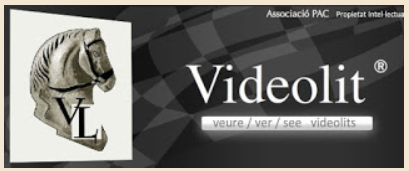 Associació PAC Propietat Intel·lectual
VL
Videolit ®
veure / ver / see videolits